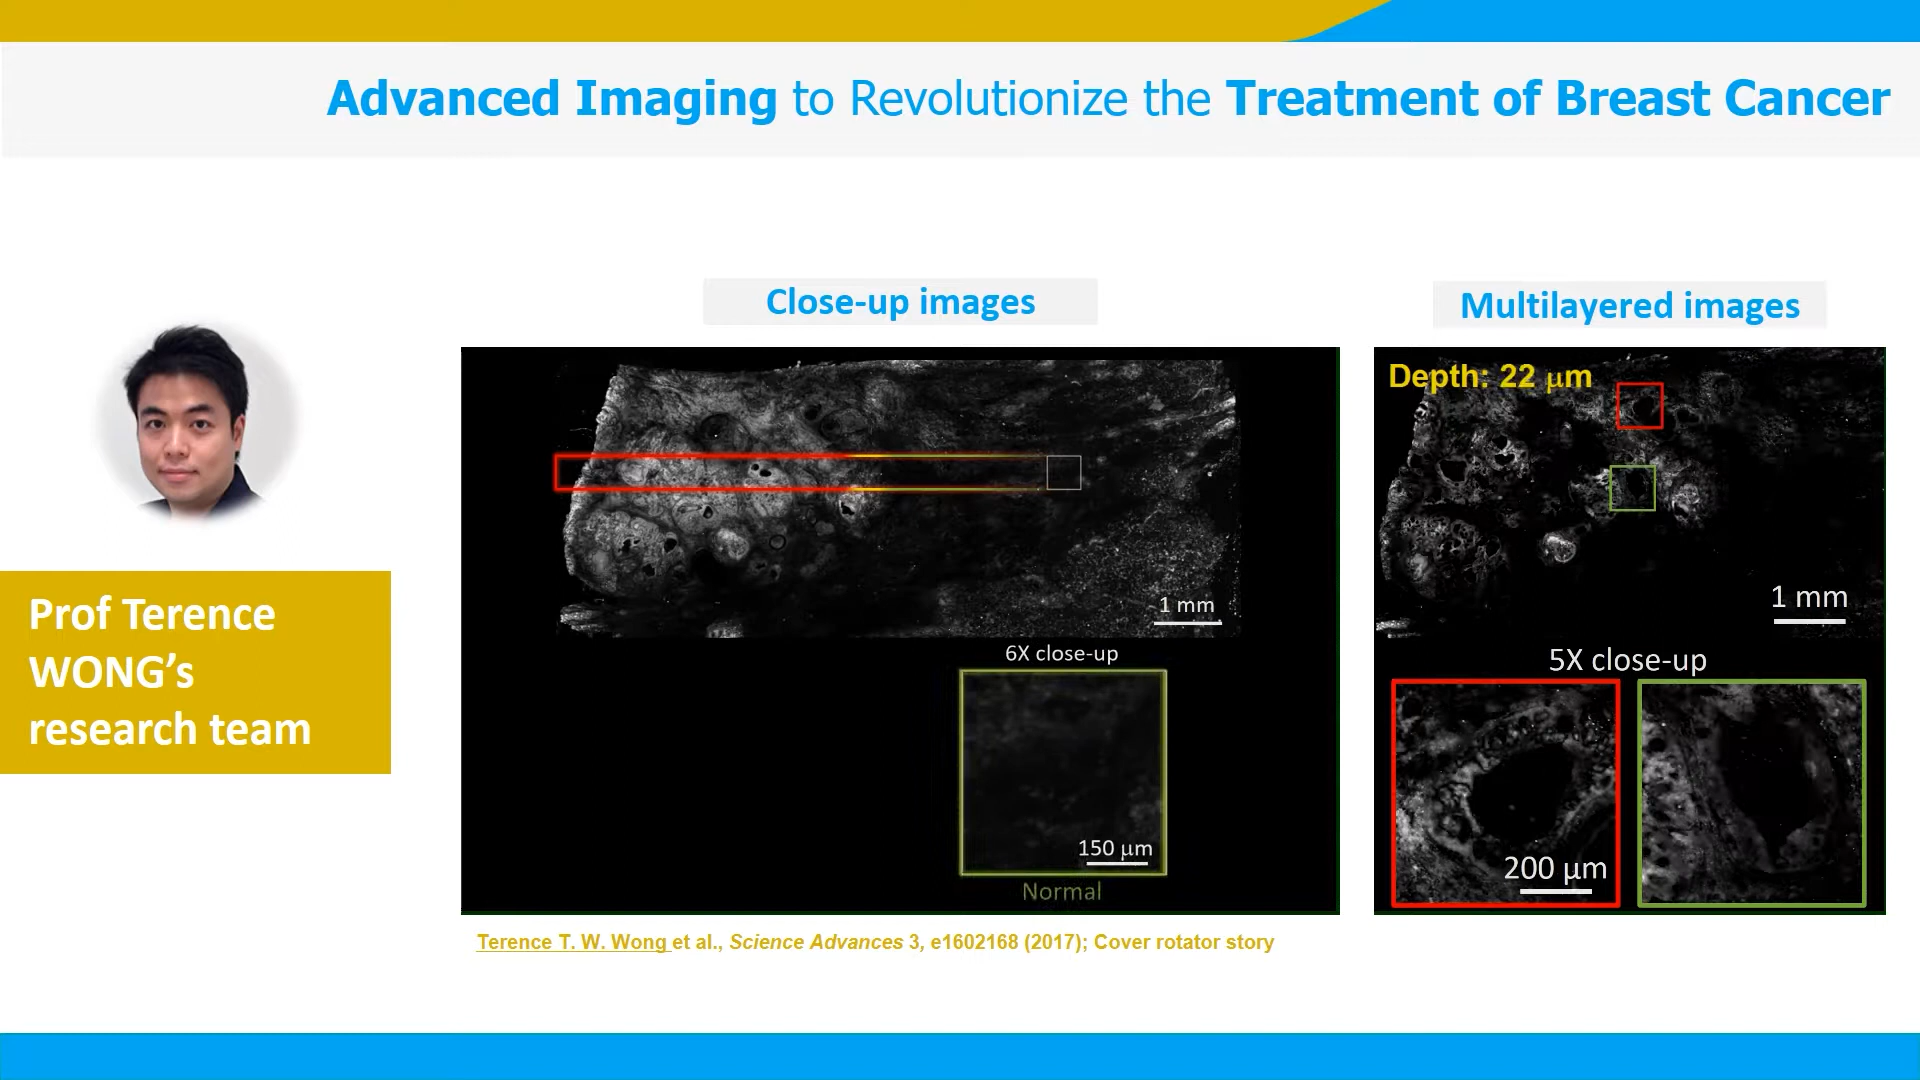 Advanced Imaging to Revolutionize the Treatment of Breast Cancer
Prof Terence
WONG’s
research team
Close-up images
1 mm
6X close-up
150 μm
Normal
Terence T. W. Wong et al., Science Advances 3, e1602168 (2017); Cover rotator story
Multilayered images
Depth: 22 μm
1 mm
5X close-up
200 μm